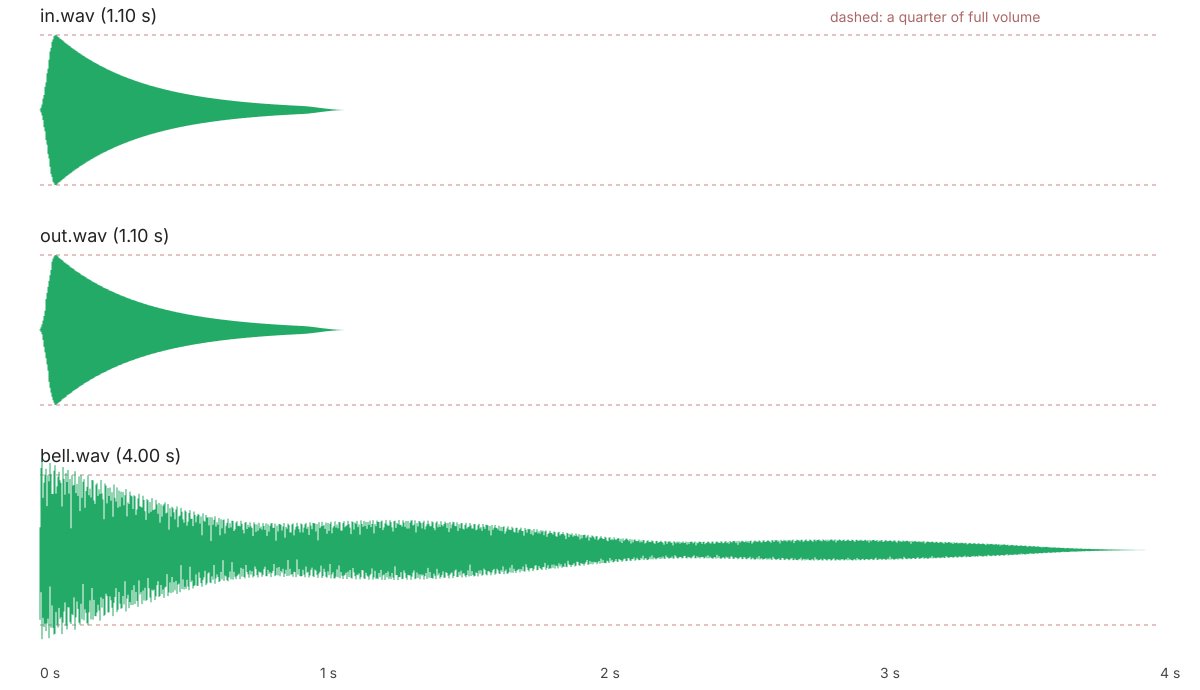 in.wav (1.10 s)
dashed: a quarter of full volume
out.wav (1.10 s)
bell.wav (4.00 s)
0 s 1 s 2 s 3 s 4 s